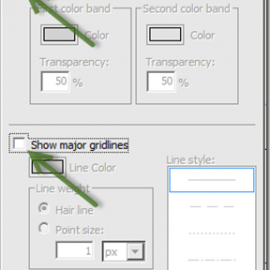 First color band Second color band
Color Color
Transparency: Transparency:
50 % 50 %
Show major gridlines
Line Color
Line style:
Line weight
Hair line
Point size:
1 px